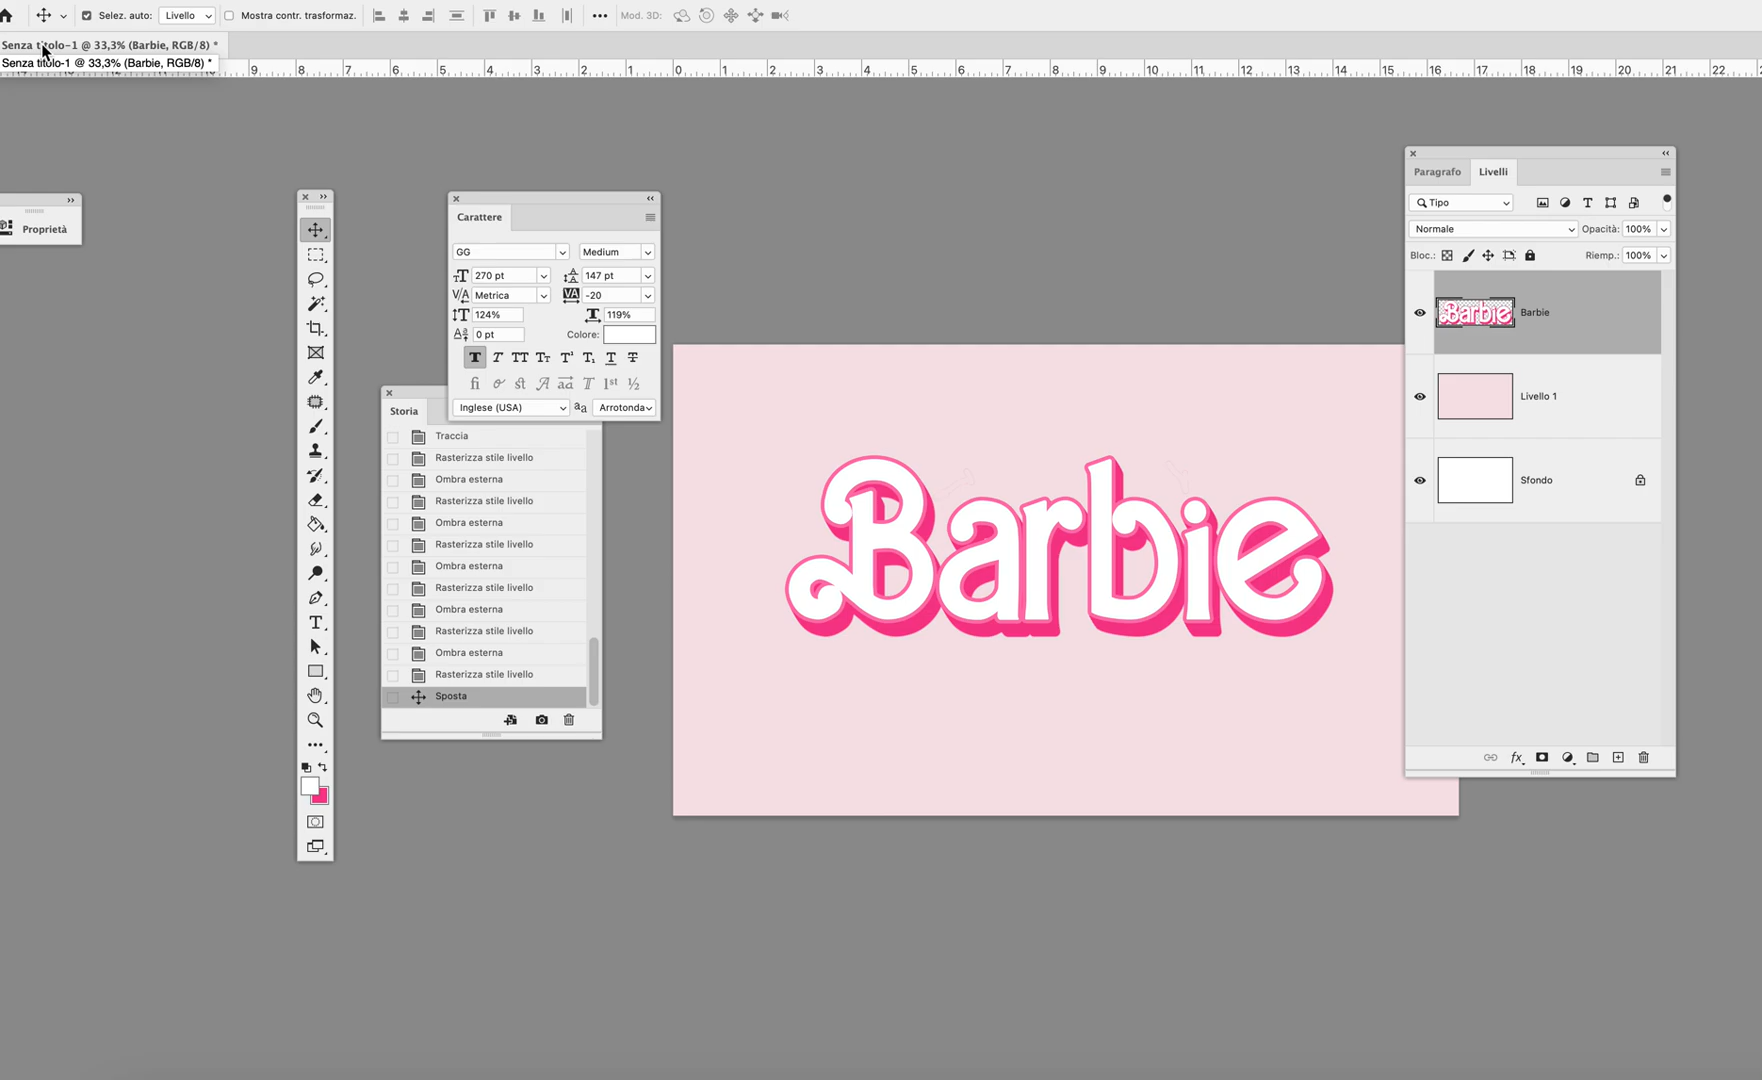 Selez. auto:
Livello
Mostra contr. trasformaz.
Mod. 3D:
Senza titolo-1 @ 33,3% (Barbie, RGB/8) *
Senza titolo-1 @ 33,3% (Barbie, RGB/8) *
9 8 7 6 5 4 3 2 1 0 1 2 3 4 5 6 7 8 9 10 11 12 13 14 15 16 17 18 19 20 21 22
Proprietà
Carattere
GG
Medium
270 pt
147 pt
Metrica
-20
124%
119%
0 pt
Colore:
Inglese (USA)
Arrotonda
Storia
Traccia
Rasterizza stile livello
Ombra esterna
Rasterizza stile livello
Ombra esterna
Rasterizza stile livello
Ombra esterna
Rasterizza stile livello
Ombra esterna
Rasterizza stile livello
Ombra esterna
Rasterizza stile livello
Sposta
Barbie
Paragrafo
Livelli
Tipo
Normale
Opacità: 100%
Bloc.:
Riemp.: 100%
Barbie
Barbie
Livello 1
Sfondo
fx